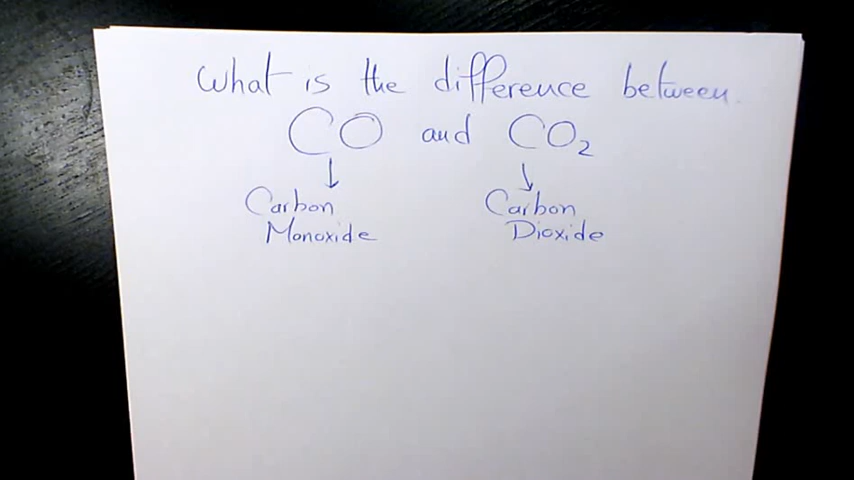 What is the difference between
CO and CO₂
↓ ↓
Carbon Carbon
Monoxide Dioxide